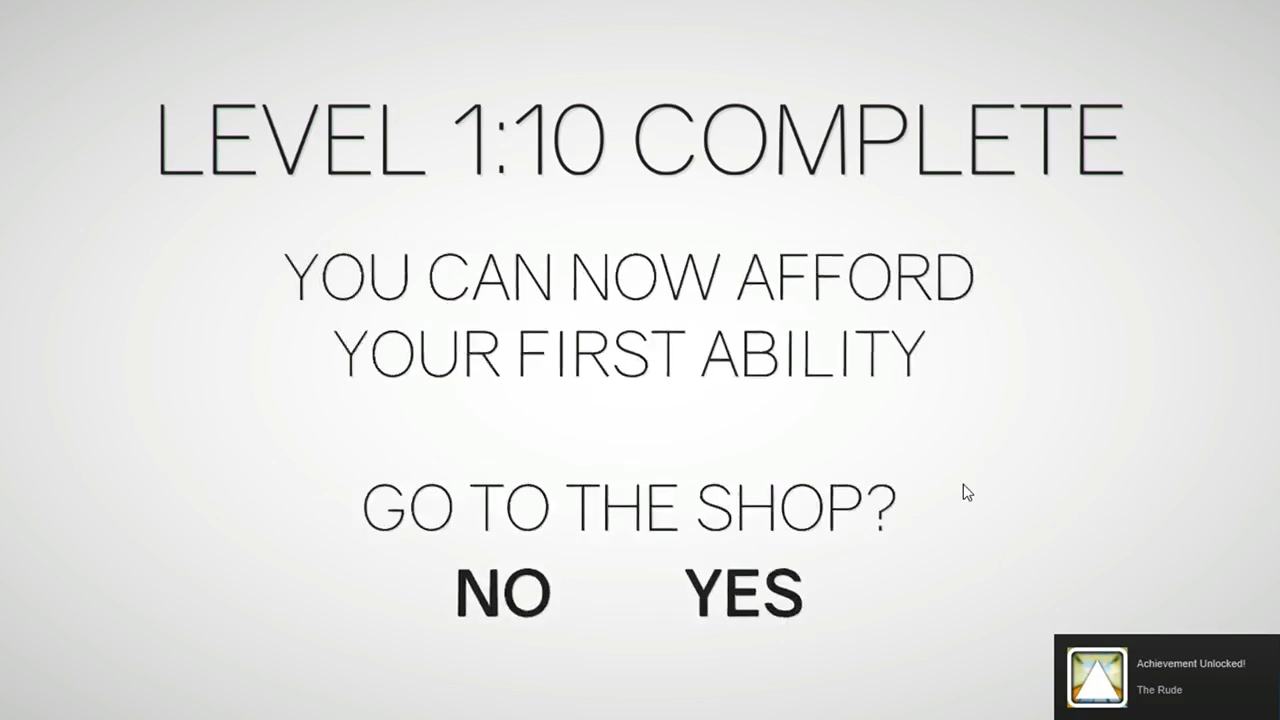 LEVEL 1:10 COMPLETE
YOU CAN NOW AFFORD
YOUR FIRST ABILITY
GO TO THE SHOP?
NO YES
Achievement Unlocked!
The Rude